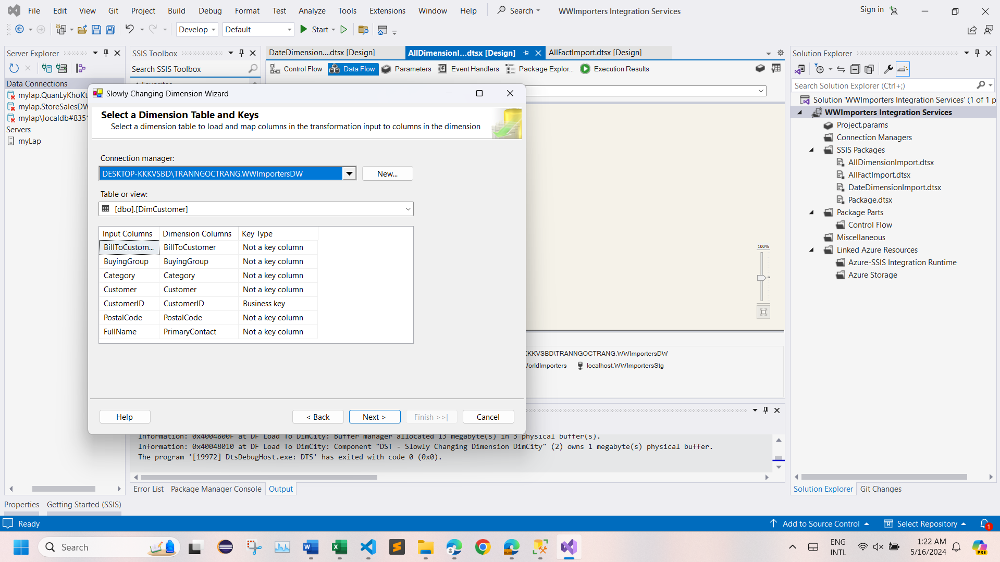 File Edit View Git Project Build Debug Format Test Analyze Tools Extensions Window Help Search WWImporters Integration Services Sign in
Develop Default Start
Server Explorer
Data Connections
mylap.QuanLyKhoKt
mylap.StoreSalesDW
mylap\localdb#8351
Servers
myLap
SSIS Toolbox
Search SSIS Toolbox
DateDimension....dtsx [Design] AllDimensionI...dtsx [Design] AllFactImport.dtsx [Design]
Control Flow Data Flow Parameters Event Handlers Package Explor... Execution Results
Slowly Changing Dimension Wizard
Select a Dimension Table and Keys
Select a dimension table to load and map columns in the transformation input to columns in the dimension
Connection manager:
DESKTOP-KKKVSBD\TRANNGOCTRANG.WWImportersDW New...
Table or view:
[dbo].[DimCustomer]
Input Columns Dimension Columns Key Type
BillToCustom... BillToCustomer Not a key column
BuyingGroup BuyingGroup Not a key column
Category Category Not a key column
Customer Customer Not a key column
CustomerID CustomerID Business key
PostalCode PostalCode Not a key column
FullName PrimaryContact Not a key column
Help < Back Next > Finish >>| Cancel
100%
KKKVSBD\TRANNGOCTRANG.WWImportersDW
orldImporters localhost.WWImportersStg
Information: 0x4004800F at DF Load To DimCity: Buffer manager allocated 13 megabyte(s) in 3 physical buffer(s).
Information: 0x40048010 at DF Load To DimCity: Component "DST - Slowly Changing Dimension DimCity" (2) owns 1 megabyte(s) physical buffer.
The program '[19972] DtsDebugHost.exe: DTS' has exited with code 0 (0x0).
Error List Package Manager Console Output
Solution Explorer
Search Solution Explorer (Ctrl+;)
Solution 'WWImporters Integration Services' (1 of 1 p
WWImporters Integration Services
Project.params
Connection Managers
SSIS Packages
AllDimensionImport.dtsx
AllFactImport.dtsx
DateDimensionImport.dtsx
Package.dtsx
Package Parts
Control Flow
Miscellaneous
Linked Azure Resources
Azure-SSIS Integration Runtime
Azure Storage
Solution Explorer Git Changes
Properties Getting Started (SSIS)
Ready Add to Source Control Select Repository 1
Search ENG INTL 1:22 AM 5/16/2024 PRE